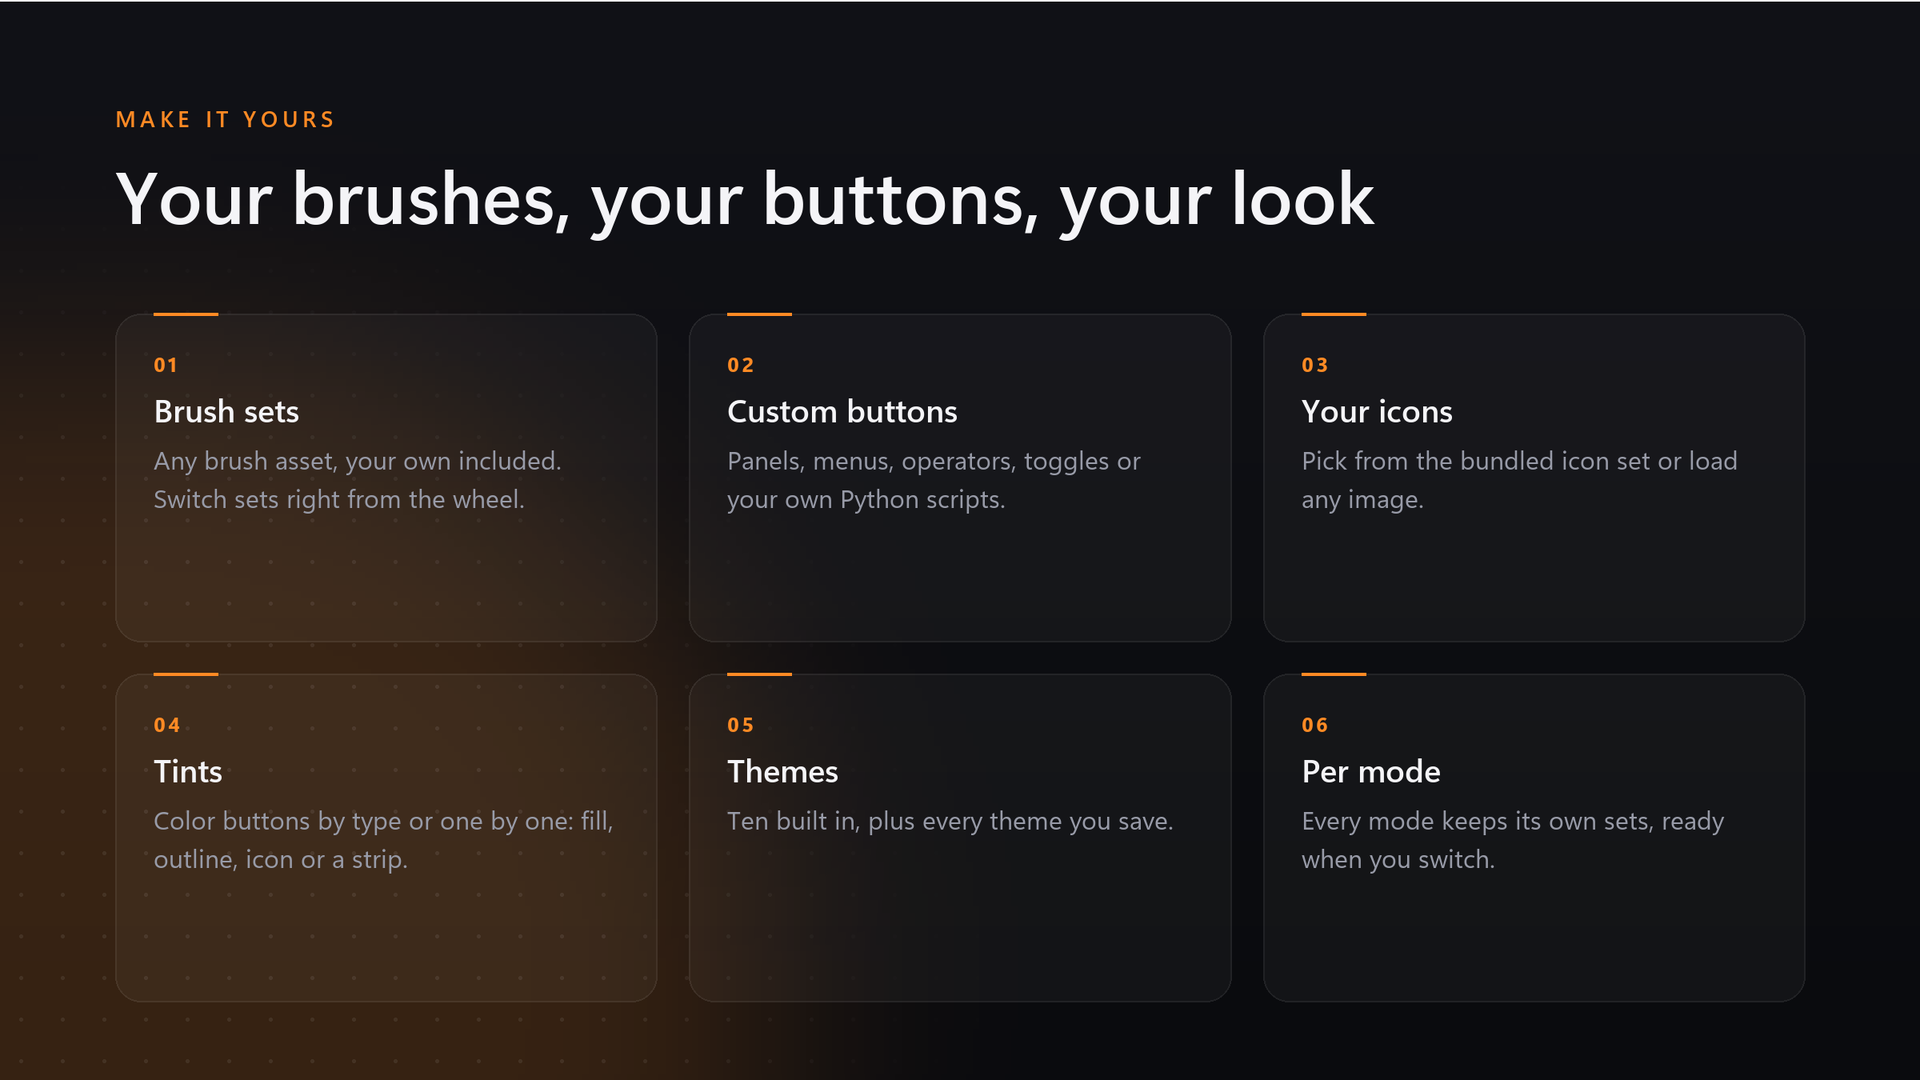 MAKE IT YOURS
Your brushes, your buttons, your look
01
Brush sets
Any brush asset, your own included.
Switch sets right from the wheel.
02
Custom buttons
Panels, menus, operators, toggles or
your own Python scripts.
03
Your icons
Pick from the bundled icon set or load
any image.
04
Tints
Color buttons by type or one by one: fill,
outline, icon or a strip.
05
Themes
Ten built in, plus every theme you save.
06
Per mode
Every mode keeps its own sets, ready
when you switch.